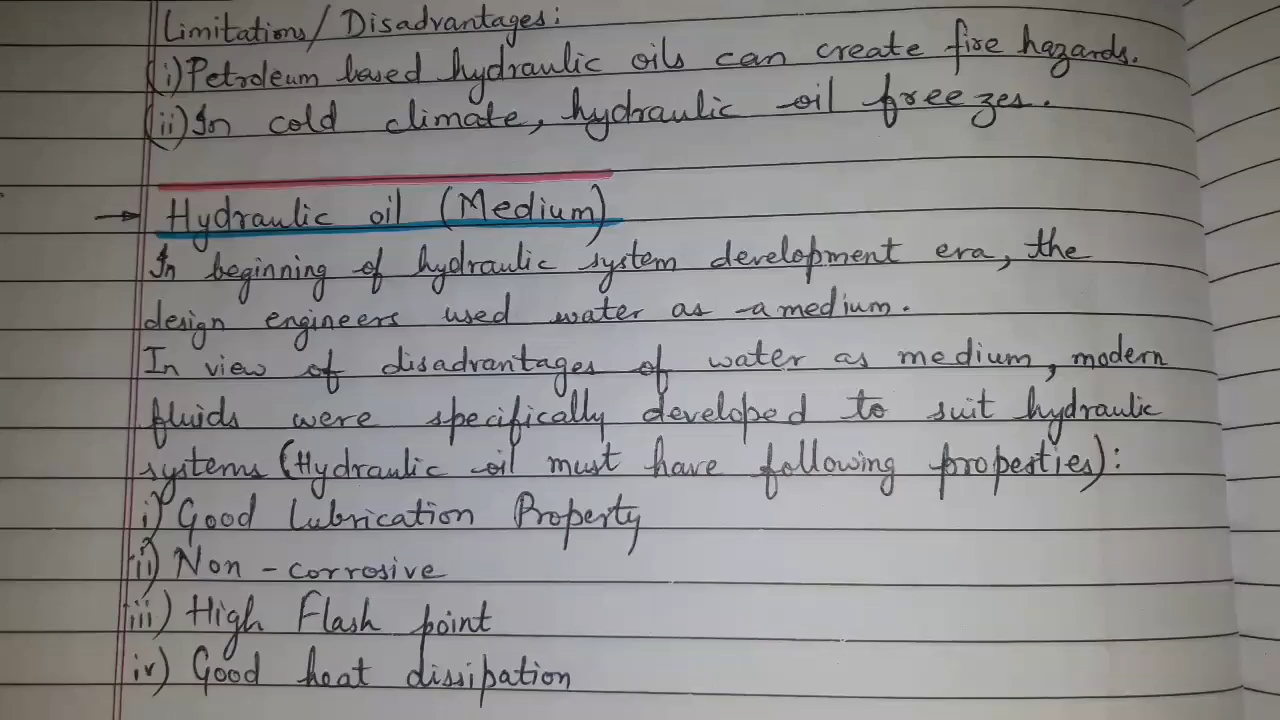 Limitations/Disadvantages:
(i) Petroleum based hydraulic oils can create fire hazards.
(ii) In cold climate, hydraulic oil freezes.
→ Hydraulic oil (Medium)
In beginning of hydraulic system development era, the
design engineers used water as a medium.
In view of disadvantages of water as medium, modern
fluids were specifically developed to suit hydraulic
systems (Hydraulic oil must have following properties):
i) Good Lubrication Property
ii) Non-corrosive
iii) High Flash point
iv) Good heat dissipation